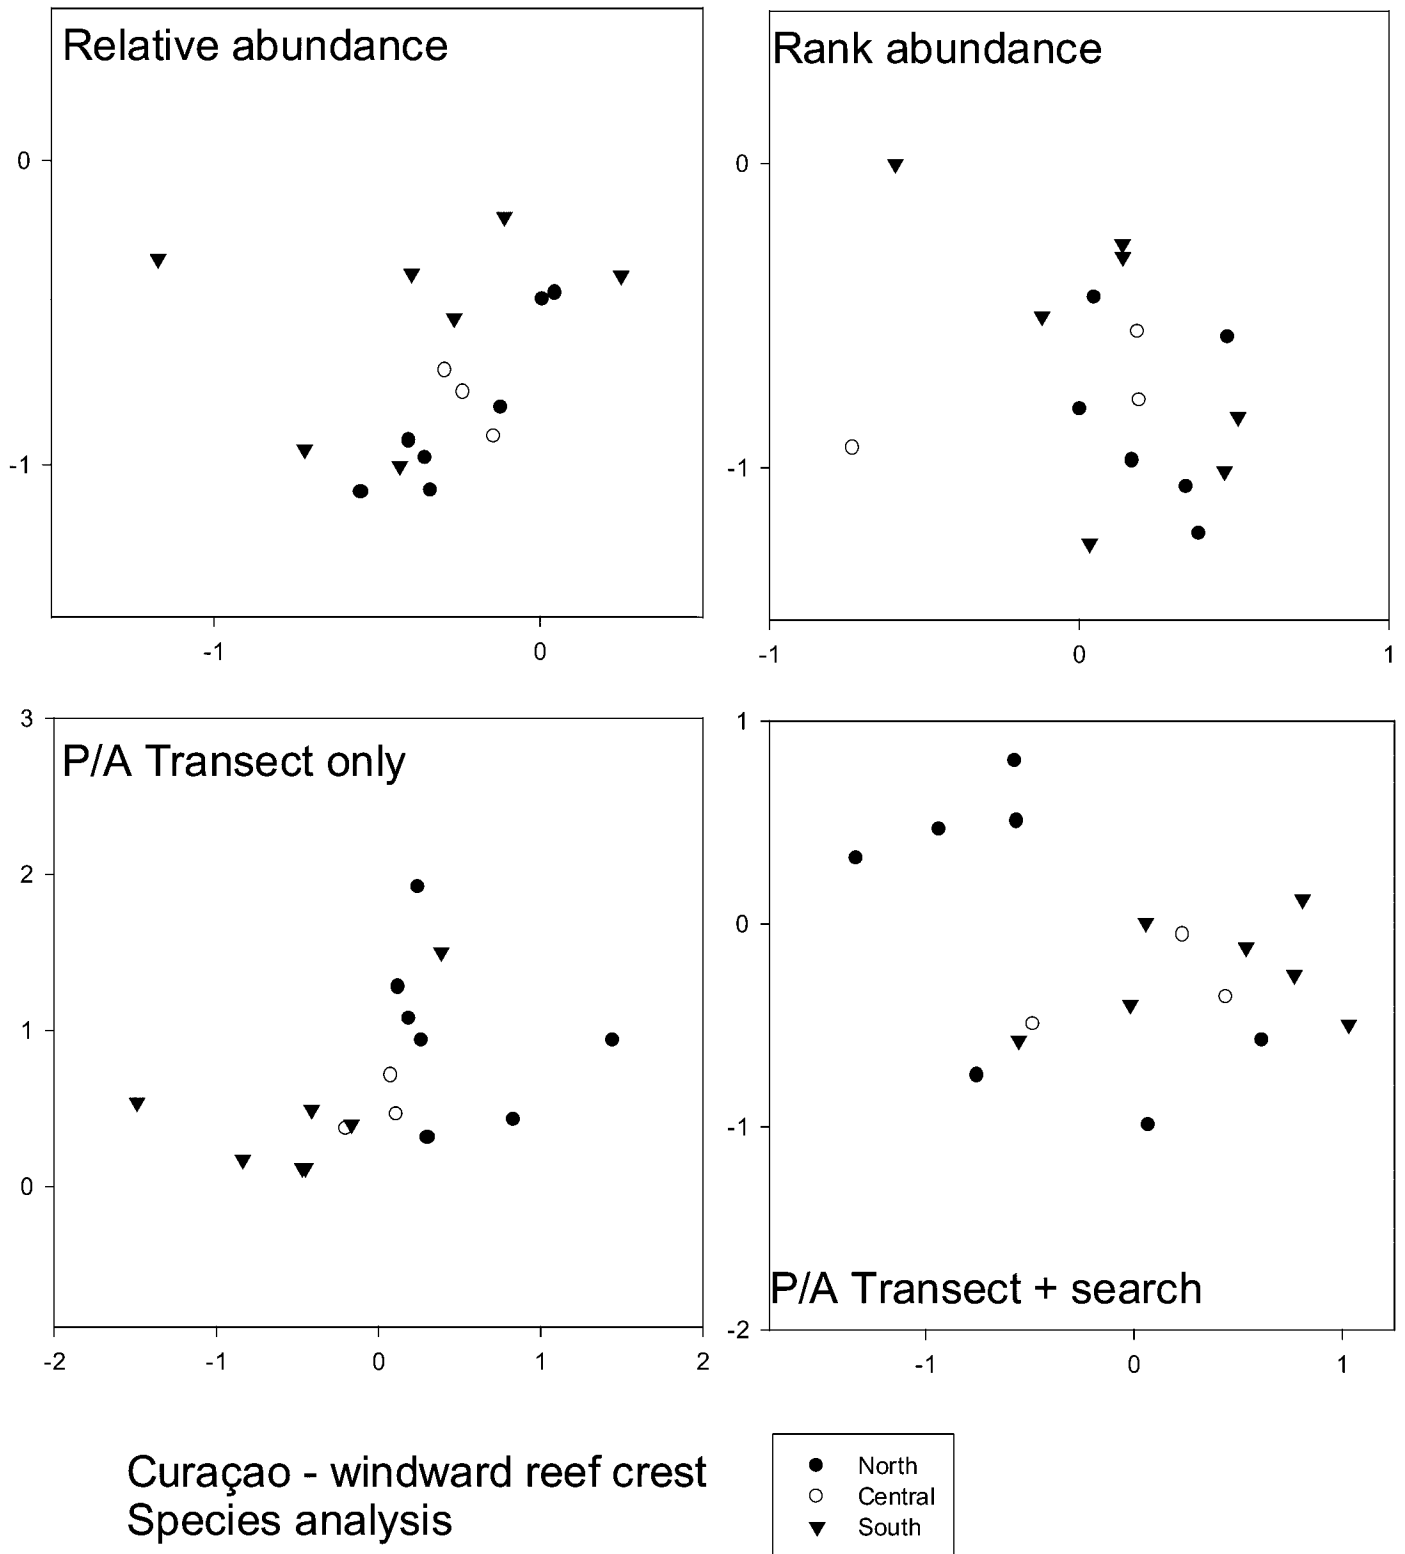 Relative abundance
0
-1
-1
0
Rank abundance
0
-1
-1
0
1
P/A Transect only
3
2
1
0
-2
-1
0
1
2
P/A Transect + search
1
0
-1
-2
-1
0
1
Curaçao - windward reef crest
Species analysis
North
Central
South